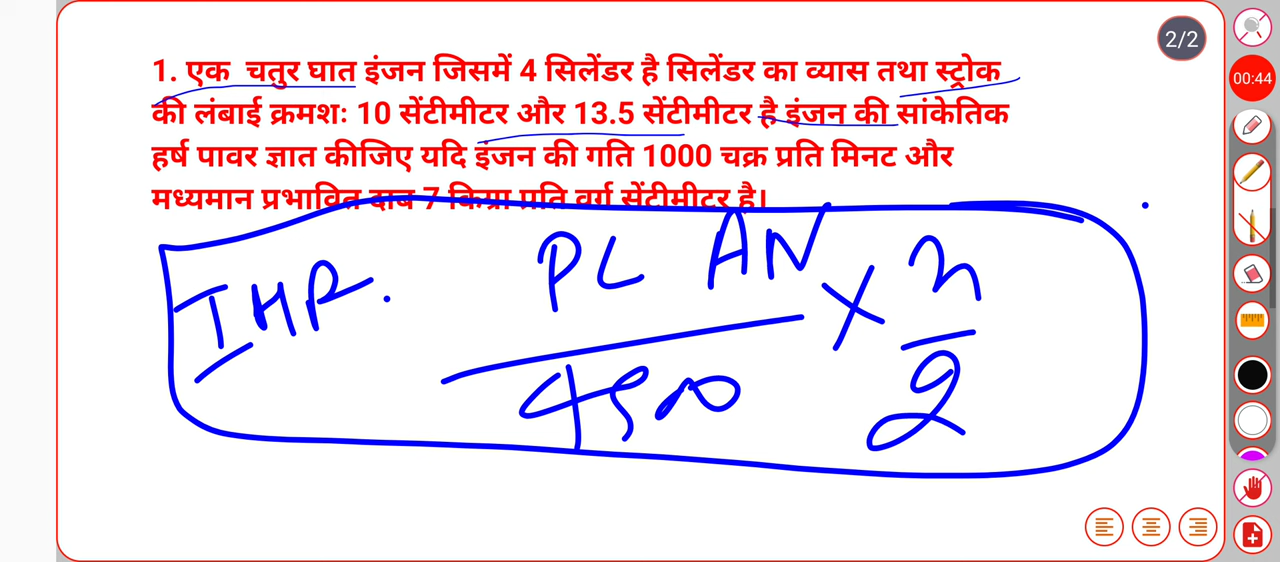 2/2
00:44
1. एक चतुर घात इंजन जिसमें 4 सिलेंडर है सिलेंडर का व्यास तथा स्ट्रोक
की लंबाई क्रमशः 10 सेंटीमीटर और 13.5 सेंटीमीटर है इंजन की सांकेतिक
हर्ष पावर ज्ञात कीजिए यदि इंजन की गति 1000 चक्र प्रति मिनट और
मध्यमान प्रभावित दाब 7 किग्रा प्रति वर्ग सेंटीमीटर है।
IHP. PLAN × n
4500 2